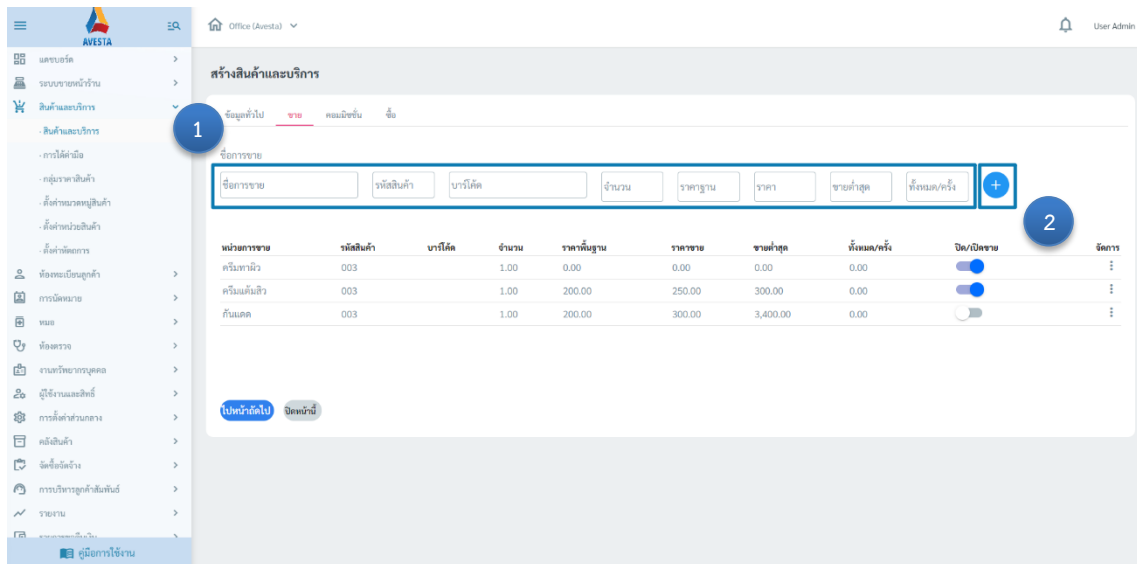 AVESTA
Office (Avesta)
User Admin
แดชบอร์ด
ระบบขายหน้าร้าน
สินค้าและบริการ
· สินค้าและบริการ
· การได้ค่ามือ
· กลุ่มราคาสินค้า
· ตั้งค่าหมวดหมู่สินค้า
· ตั้งค่าหน่วยสินค้า
· ตั้งค่าหัตถการ
ห้องทะเบียนลูกค้า
การนัดหมาย
หมอ
ห้องตรวจ
งานทรัพยากรบุคคล
ผู้ใช้งานและสิทธิ์
การตั้งค่าส่วนกลาง
คลังสินค้า
จัดซื้อจัดจ้าง
การบริหารลูกค้าสัมพันธ์
รายงาน
คู่มือการใช้งาน
สร้างสินค้าและบริการ
ข้อมูลทั่วไป ขาย คอมมิชชั่น ซื้อ
1
ชื่อการขาย
ชื่อการขาย รหัสสินค้า บาร์โค้ด จำนวน ราคาฐาน ราคา ขายต่ำสุด ทั้งหมด/ครั้ง +
2
หน่วยการขาย รหัสสินค้า บาร์โค้ด จำนวน ราคาพื้นฐาน ราคาขาย ขายต่ำสุด ทั้งหมด/ครั้ง ปิด/เปิดขาย จัดการ
ครีมทาผิว 003 1.00 0.00 0.00 0.00 0.00
ครีมแต้มสิว 003 1.00 200.00 250.00 300.00 0.00
กันแดด 003 1.00 200.00 300.00 3,400.00 0.00
ไปหน้าถัดไป ปิดหน้านี้